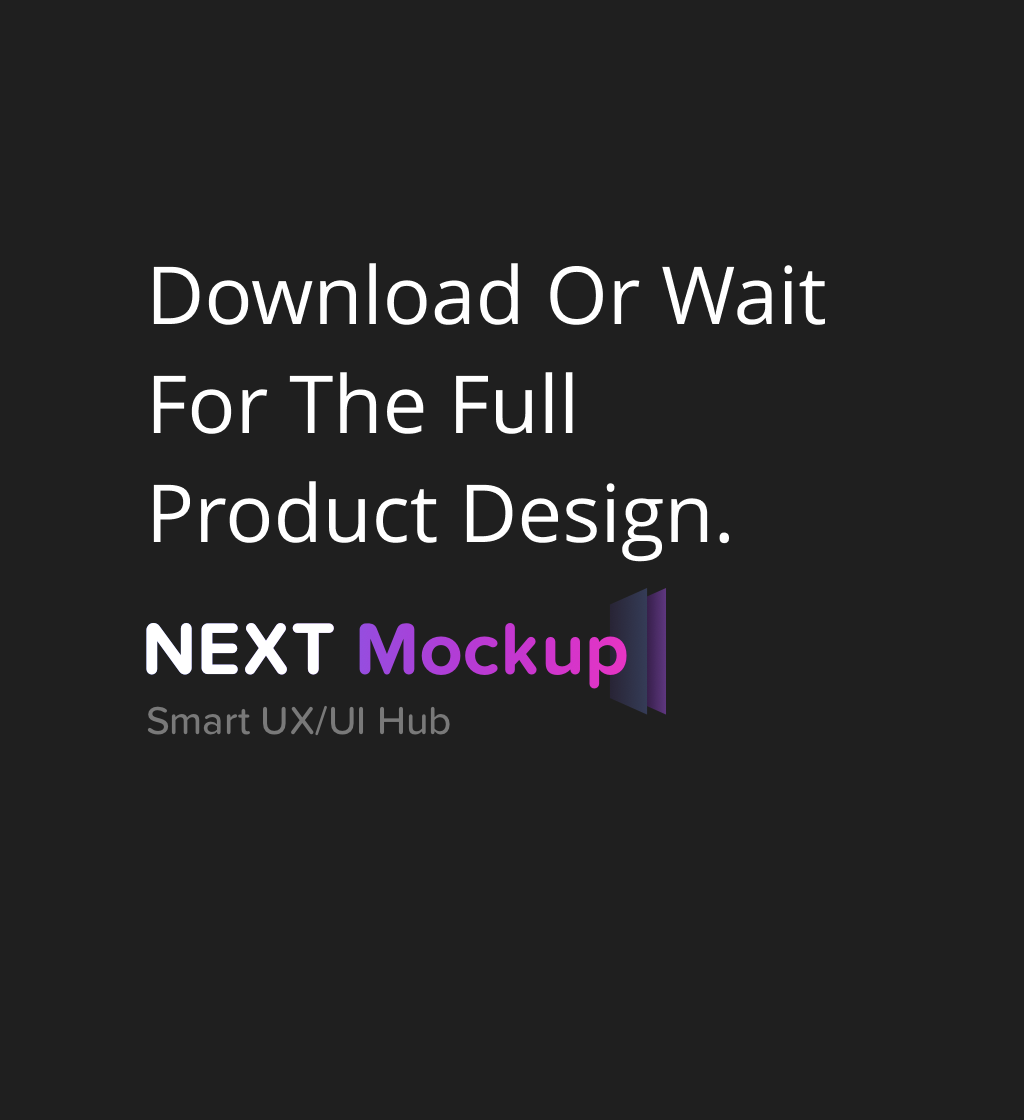 Download Or Wait
For The Full
Product Design.
NEXT Mockup
Smart UX/UI Hub